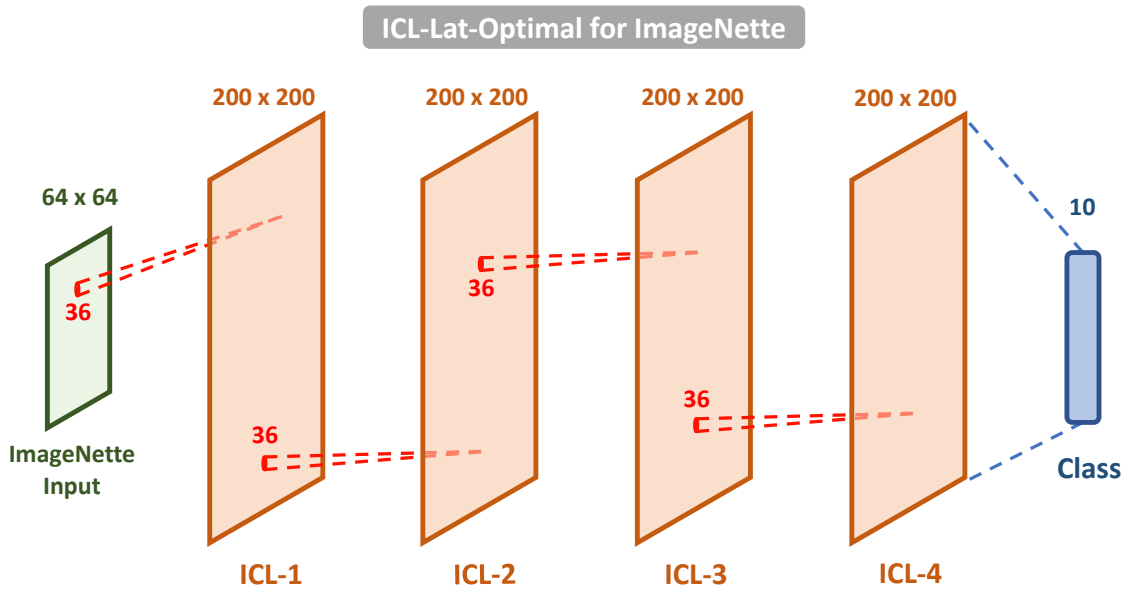 ICL-Lat-Optimal for ImageNette
200 x 200
200 x 200
200 x 200
200 x 200
64 x 64
10
36
36
36
36
ImageNette
Input
Class
ICL-1
ICL-2
ICL-3
ICL-4